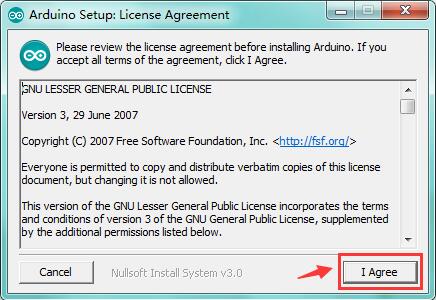 Arduino Setup: License Agreement
Please review the license agreement before installing Arduino. If you
accept all terms of the agreement, click I Agree.
GNU LESSER GENERAL PUBLIC LICENSE
Version 3, 29 June 2007
Copyright (C) 2007 Free Software Foundation, Inc. <http://fsf.org/>
Everyone is permitted to copy and distribute verbatim copies of this license
document, but changing it is not allowed.
This version of the GNU Lesser General Public License incorporates the terms
and conditions of version 3 of the GNU General Public License, supplemented
by the additional permissions listed below.
Cancel
Nullsoft Install System v3.0
I Agree